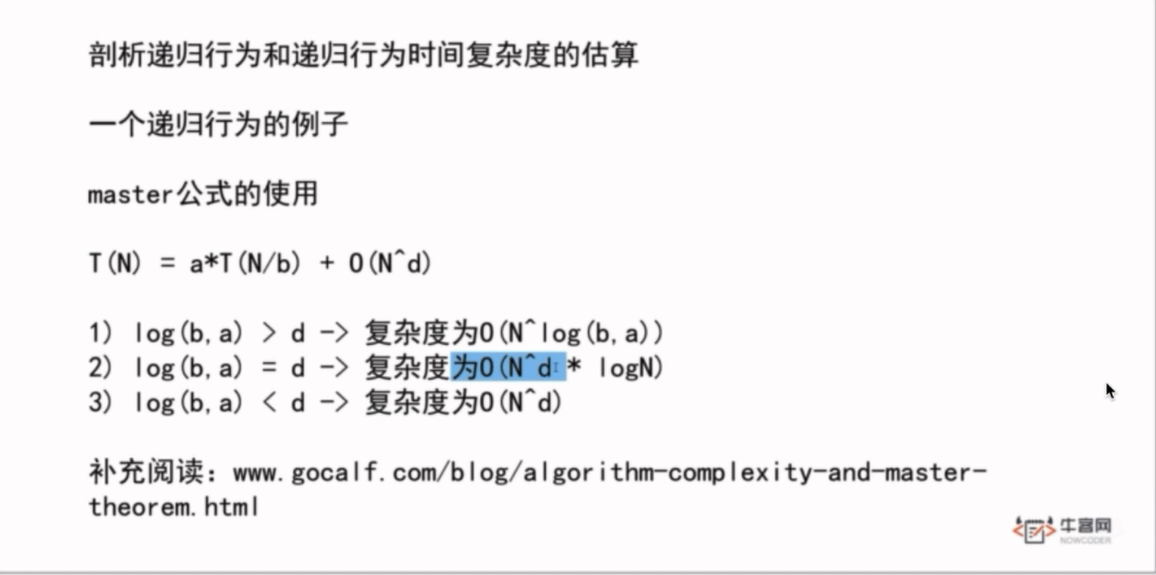 剖析递归行为和递归行为时间复杂度的估算
一个递归行为的例子
master公式的使用
T(N) = a*T(N/b) + O(N^d)
1) log(b,a) > d -> 复杂度为O(N^log(b,a))
2) log(b,a) = d -> 复杂度为O(N^d * logN)
3) log(b,a) < d -> 复杂度为O(N^d)
补充阅读：www.gocalf.com/blog/algorithm-complexity-and-master-
theorem.html
牛客网
NOWCODER